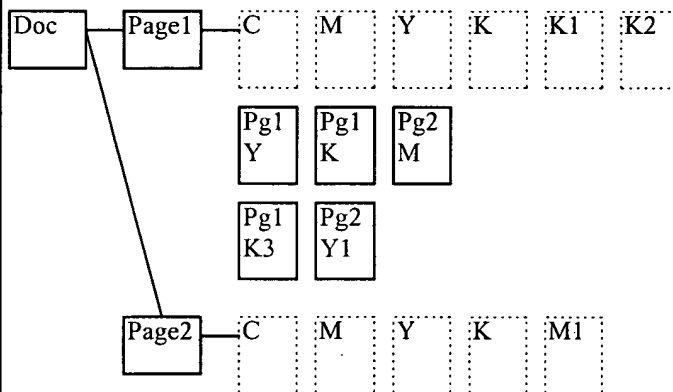 Doc Page1 C M Y K K1 K2
Pg1 Pg1 Pg2
Y K M
Pg1 Pg2
K3 Y1
Page2 C M Y K M1